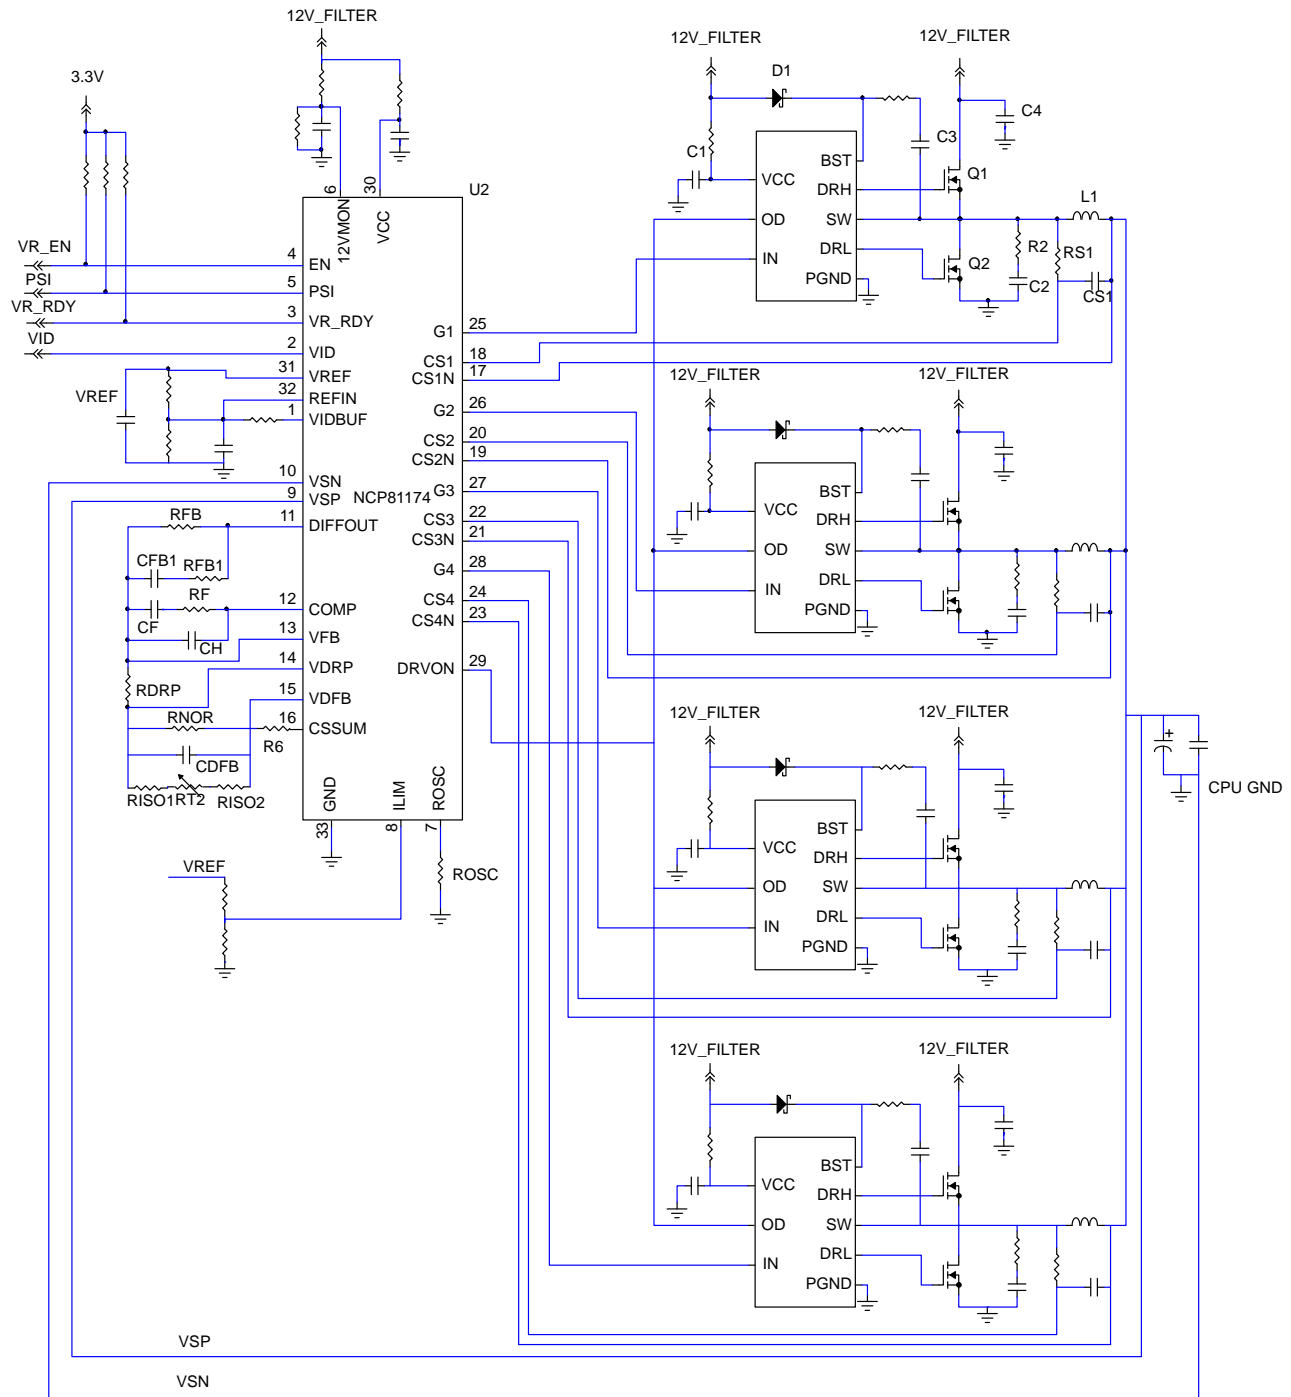 12V_FILTER
3.3V
VR_EN
PSI
VR_RDY
VID
U2
6
30
12VMON
VCC
4
EN
5
PSI
3
VR_RDY
2
VID
31
VREF
32
REFIN
1
VIDBUF
VREF
10
VSN
9
VSP
NCP81174
11
DIFFOUT
RFB
CFB1
RFB1
RF
12
COMP
CF
CH
13
VFB
14
VDRP
RDRP
15
VDFB
RNOR
16
CSSUM
R6
CDFB
RISO1
RT2
RISO2
GND
ILIM
ROSC
33
8
7
VREF
ROSC
G1
25
CS1
18
CS1N
17
G2
26
CS2
20
CS2N
19
G3
27
CS3
22
CS3N
21
G4
28
CS4
24
CS4N
23
DRVON
29
12V_FILTER
12V_FILTER
D1
C4
C3
C1
BST
VCC
DRH
Q1
OD
SW
L1
DRL
R2
RS1
IN
Q2
PGND
C2
CS1
12V_FILTER
12V_FILTER
BST
VCC
DRH
OD
SW
DRL
IN
PGND
12V_FILTER
12V_FILTER
+
CPU GND
BST
VCC
DRH
OD
SW
DRL
IN
PGND
12V_FILTER
12V_FILTER
BST
VCC
DRH
OD
SW
DRL
IN
PGND
VSP
VSN